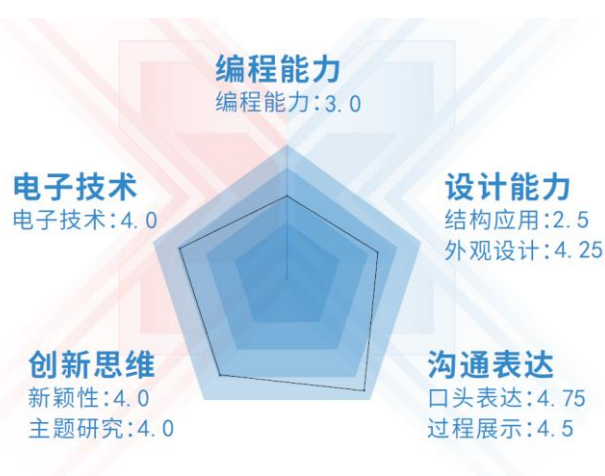 编程能力
编程能力:3.0
电子技术
电子技术:4.0
设计能力
结构应用:2.5
外观设计:4.25
创新思维
新颖性:4.0
主题研究:4.0
沟通表达
口头表达:4.75
过程展示:4.5